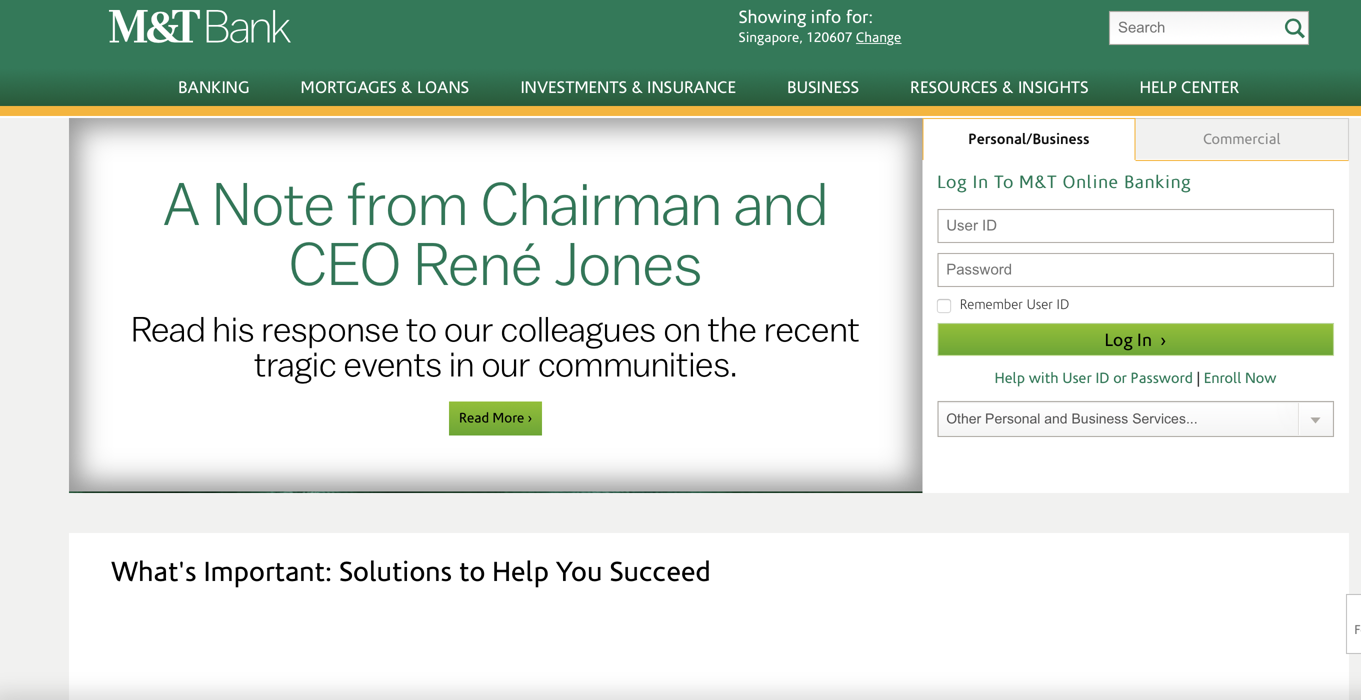 M&T Bank
Showing info for:
Singapore, 120607 Change
Search
BANKING
MORTGAGES & LOANS
INVESTMENTS & INSURANCE
BUSINESS
RESOURCES & INSIGHTS
HELP CENTER
A Note from Chairman and
CEO René Jones
Read his response to our colleagues on the recent
tragic events in our communities.
Read More ›
Personal/Business
Commercial
Log In To M&T Online Banking
User ID
Password
Remember User ID
Log In ›
Help with User ID or Password | Enroll Now
Other Personal and Business Services...
What's Important: Solutions to Help You Succeed